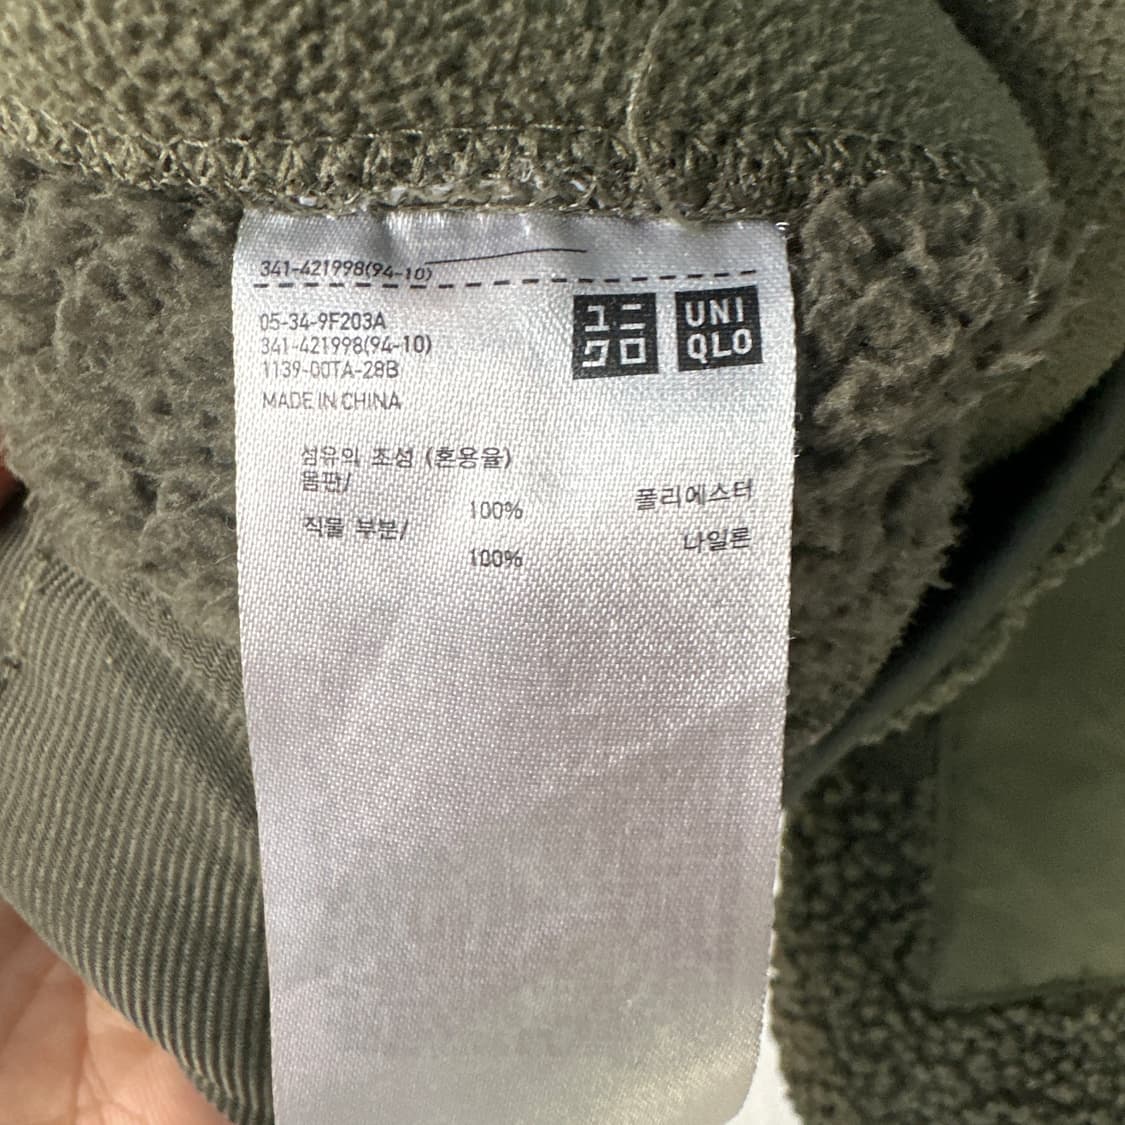 341-421998(94-10)
05-34-9F203A
341-421998(94-10)
1139-00TA-28B
MADE IN CHINA
ユニ
クロ
UNI
QLO
섬유의 조성 (혼용율)
몸판/
100% 폴리에스터
직물 부분/
100% 나일론